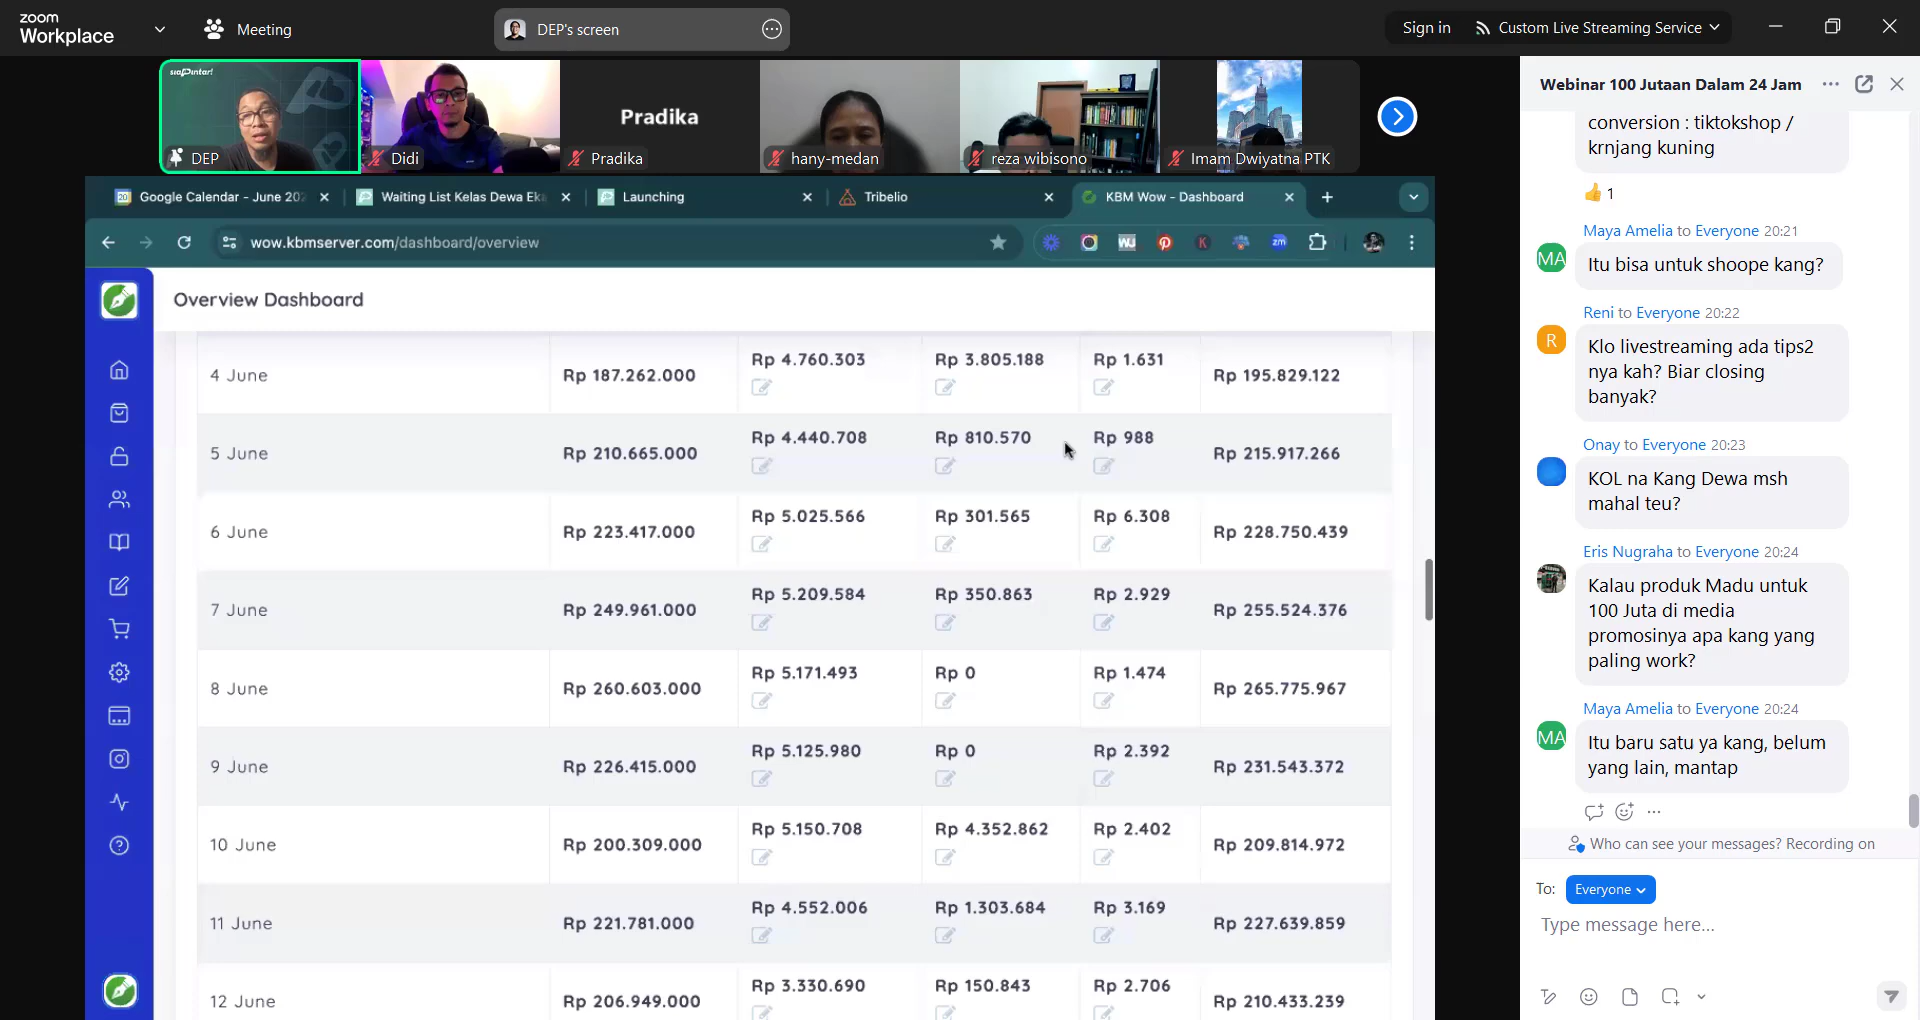 zoom
Workplace
Meeting
DEP's screen
Sign in
Custom Live Streaming Service
siapintar!
DEP
Didi
Pradika
Pradika
hany-medan
reza wibisono
Imam Dwiyatna PTK
Google Calendar - June 202
Waiting List Kelas Dewa Eka
Launching
Tribelio
KBM Wow - Dashboard
wow.kbmserver.com/dashboard/overview
Overview Dashboard
4 June Rp 187.262.000 Rp 4.760.303 Rp 3.805.188 Rp 1.631 Rp 195.829.122
5 June Rp 210.665.000 Rp 4.440.708 Rp 810.570 Rp 988 Rp 215.917.266
6 June Rp 223.417.000 Rp 5.025.566 Rp 301.565 Rp 6.308 Rp 228.750.439
7 June Rp 249.961.000 Rp 5.209.584 Rp 350.863 Rp 2.929 Rp 255.524.376
8 June Rp 260.603.000 Rp 5.171.493 Rp 0 Rp 1.474 Rp 265.775.967
9 June Rp 226.415.000 Rp 5.125.980 Rp 0 Rp 2.392 Rp 231.543.372
10 June Rp 200.309.000 Rp 5.150.708 Rp 4.352.862 Rp 2.402 Rp 209.814.972
11 June Rp 221.781.000 Rp 4.552.006 Rp 1.303.684 Rp 3.169 Rp 227.639.859
12 June Rp 206.949.000 Rp 3.330.690 Rp 150.843 Rp 2.706 Rp 210.433.239
Webinar 100 Jutaan Dalam 24 Jam
conversion : tiktokshop /
krnjang kuning
👍 1
Maya Amelia to Everyone 20:21
MA
Itu bisa untuk shoope kang?
Reni to Everyone 20:22
R
Klo livestreaming ada tips2
nya kah? Biar closing
banyak?
Onay to Everyone 20:23
KOL na Kang Dewa msh
mahal teu?
Eris Nugraha to Everyone 20:24
Kalau produk Madu untuk
100 Juta di media
promosinya apa kang yang
paling work?
Maya Amelia to Everyone 20:24
MA
Itu baru satu ya kang, belum
yang lain, mantap
Who can see your messages? Recording on
To: Everyone
Type message here...